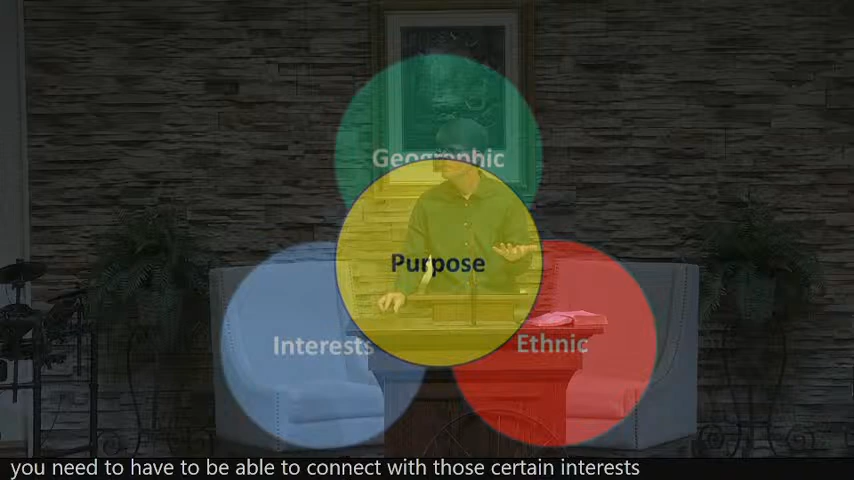 Geographic
Purpose
Interests
Ethnic
you need to have to be able to connect with those certain interests